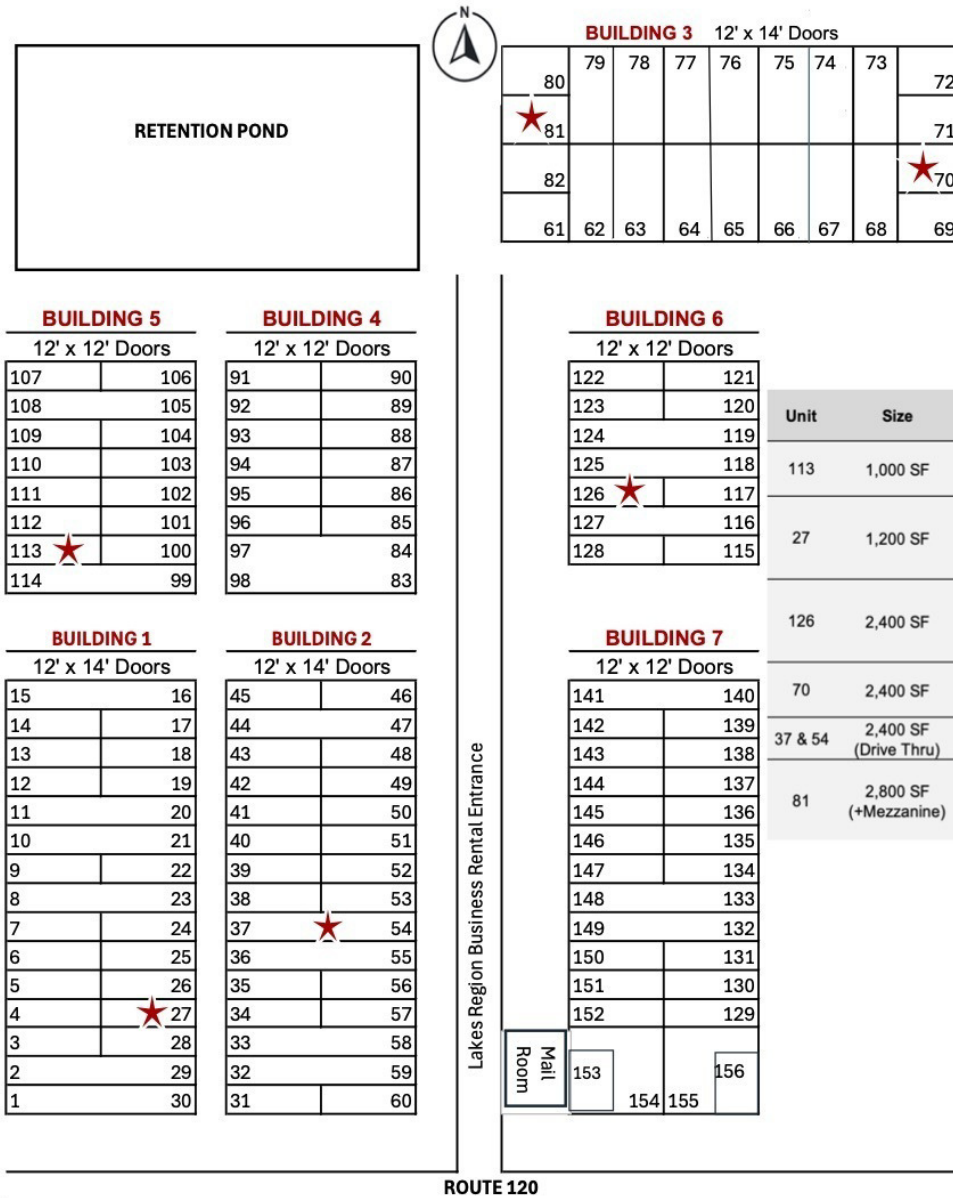 N
BUILDING 3 12' x 14' Doors
79 78 77 76 75 74 73
80 72
81 71
82 70
61 62 63 64 65 66 67 68 69
RETENTION POND
BUILDING 5
12' x 12' Doors
107 106
108 105
109 104
110 103
111 102
112 101
113 100
114 99
BUILDING 4
12' x 12' Doors
91 90
92 89
93 88
94 87
95 86
96 85
97 84
98 83
BUILDING 6
12' x 12' Doors
122 121
123 120
124 119
125 118
126 117
127 116
128 115
Unit Size
113 1,000 SF
27 1,200 SF
126 2,400 SF
70 2,400 SF
37 & 54 2,400 SF
(Drive Thru)
81 2,800 SF
(+Mezzanine)
BUILDING 1
12' x 14' Doors
15 16
14 17
13 18
12 19
11 20
10 21
9 22
8 23
7 24
6 25
5 26
4 27
3 28
2 29
1 30
BUILDING 2
12' x 14' Doors
45 46
44 47
43 48
42 49
41 50
40 51
39 52
38 53
37 54
36 55
35 56
34 57
33 58
32 59
31 60
Lakes Region Business Rental Entrance
BUILDING 7
12' x 12' Doors
141 140
142 139
143 138
144 137
145 136
146 135
147 134
148 133
149 132
150 131
151 130
152 129
Mail
Room
153 156
154 155
ROUTE 120